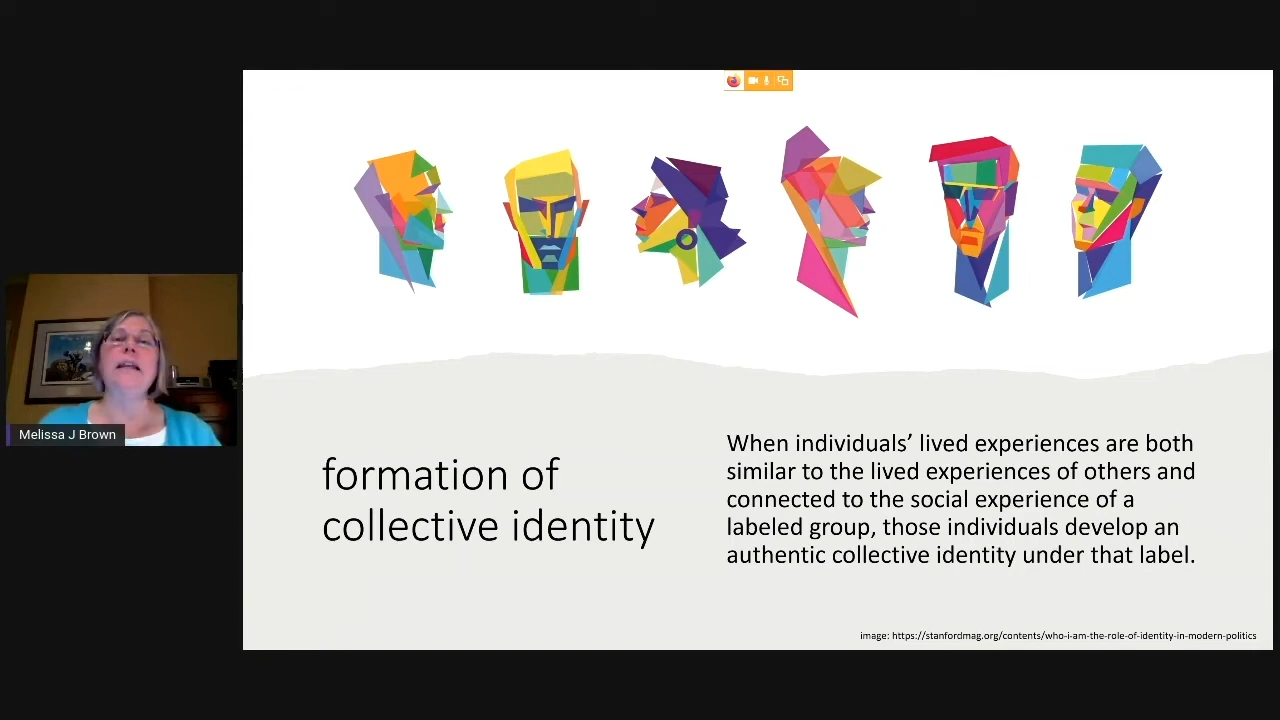 Melissa J Brown
formation of
collective identity
When individuals’ lived experiences are both
similar to the lived experiences of others and
connected to the social experience of a
labeled group, those individuals develop an
authentic collective identity under that label.
image: https://stanfordmag.org/contents/who-i-am-the-role-of-identity-in-modern-politics